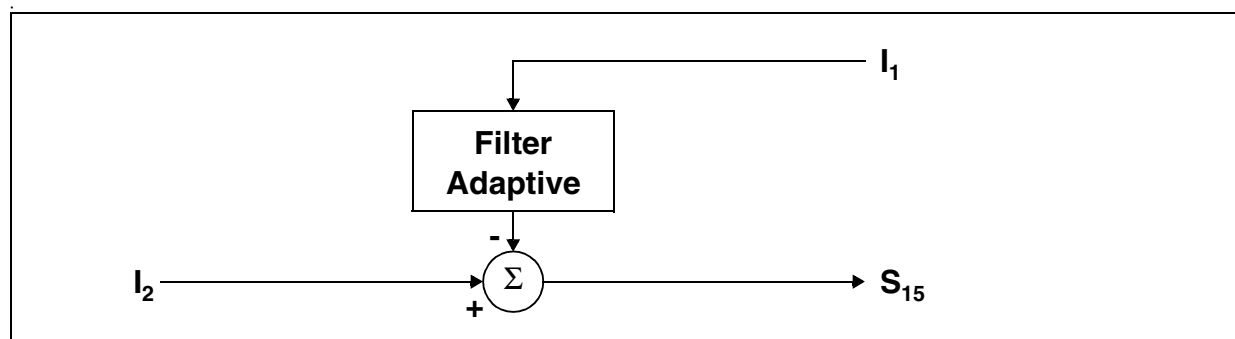 .
I₁
Filter
Adaptive
-
I₂
Σ
S₁₅
+